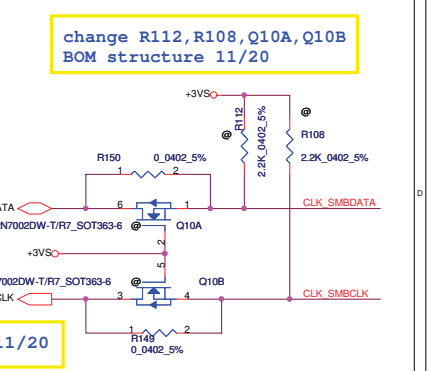 change R112,R108,Q10A,Q10B
BOM structure 11/20
+3VS
@
@
R112
2.2K_0402_5%
R108
2.2K_0402_5%
R150
0_0402_5%
1
2
CLK_SMBDATA
6
1
N7002DW-T/R7_SOT363-6
@
Q10A
2
+3VS
5
7002DW-T/R7_SOT363-6
@
Q10B
CLK
3
4
CLK_SMBCLK
11/20
1
2
R149
0_0402_5%
D